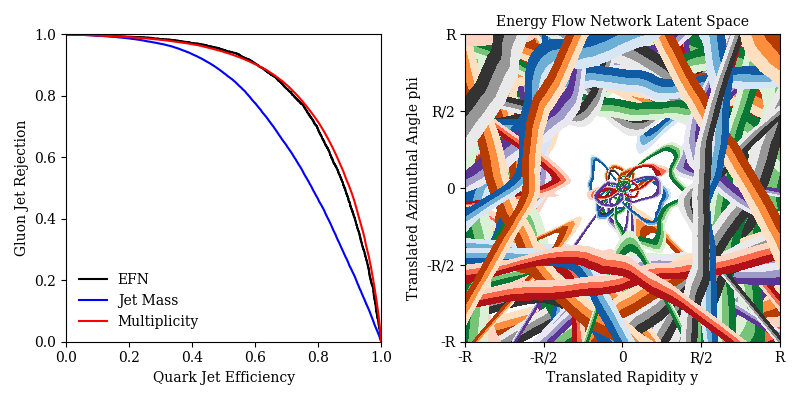 Energy Flow Network Latent Space
1.0
0.8
0.6
0.4
0.2
0.0
Gluon Jet Rejection
EFN
Jet Mass
Multiplicity
0.0 0.2 0.4 0.6 0.8 1.0
Quark Jet Efficiency
R
R/2
0
-R/2
-R
Translated Azimuthal Angle phi
-R -R/2 0 R/2 R
Translated Rapidity y